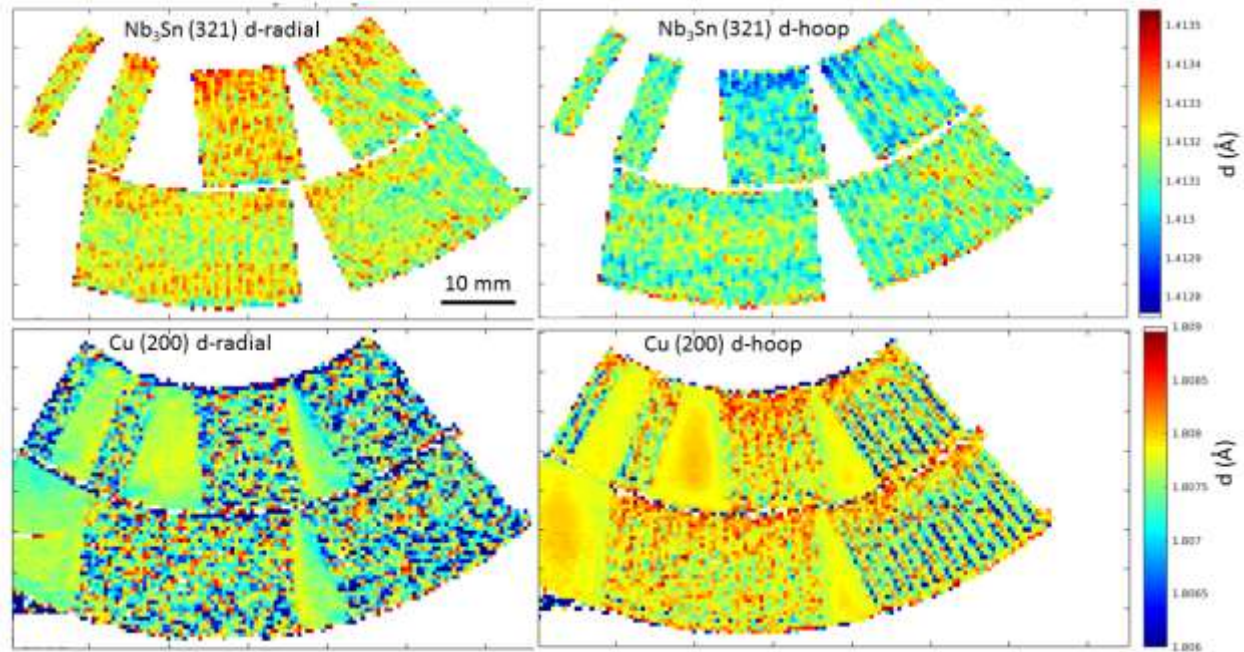 Nb₃Sn (321) d-radial
Nb₃Sn (321) d-hoop
1.4135
1.4134
1.4133
1.4132
1.4131
1.413
1.4129
1.4128
d (Å)
10 mm
Cu (200) d-radial
Cu (200) d-hoop
1.809
1.8085
1.808
1.8075
1.807
1.8065
1.806
d (Å)